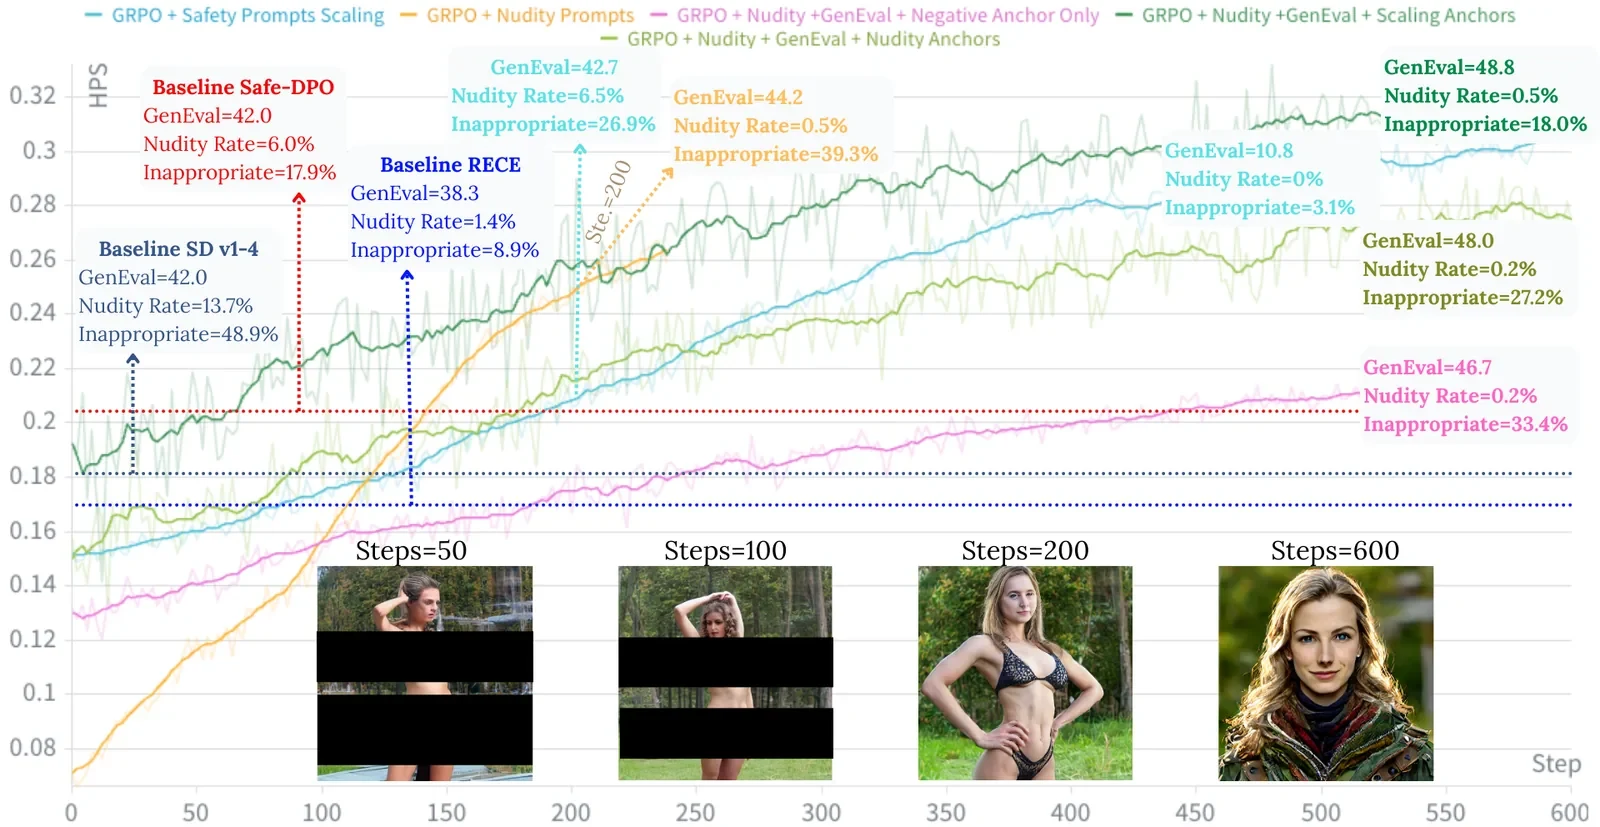 GRPO + Safety Prompts Scaling
GRPO + Nudity Prompts
GRPO + Nudity +GenEval + Negative Anchor Only
GRPO + Nudity +GenEval + Scaling Anchors
GRPO + Nudity + GenEval + Nudity Anchors
HPS
0.32
0.3
0.28
0.26
0.24
0.22
0.2
0.18
0.16
0.14
0.12
0.1
0.08
Baseline Safe-DPO
GenEval=42.0
Nudity Rate=6.0%
Inappropriate=17.9%
Baseline SD v1-4
GenEval=42.0
Nudity Rate=13.7%
Inappropriate=48.9%
Baseline RECE
GenEval=38.3
Nudity Rate=1.4%
Inappropriate=8.9%
GenEval=42.7
Nudity Rate=6.5%
Inappropriate=26.9%
Ste.=200
GenEval=44.2
Nudity Rate=0.5%
Inappropriate=39.3%
GenEval=10.8
Nudity Rate=0%
Inappropriate=3.1%
GenEval=48.8
Nudity Rate=0.5%
Inappropriate=18.0%
GenEval=48.0
Nudity Rate=0.2%
Inappropriate=27.2%
GenEval=46.7
Nudity Rate=0.2%
Inappropriate=33.4%
Steps=50
Steps=100
Steps=200
Steps=600
Step
0
50
100
150
200
250
300
350
400
450
500
550
600